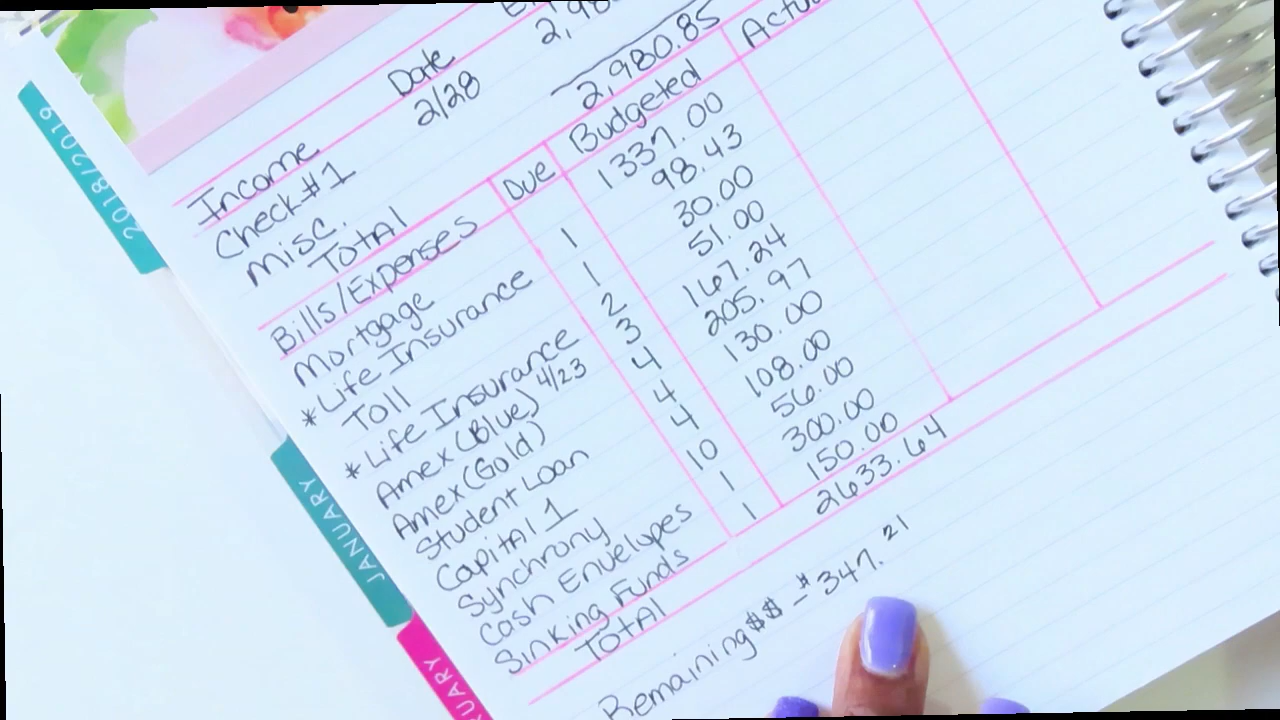 Income Date
Check #1 2/28 2,98
Misc.
TOTAL 2,980.85
Bills/Expenses Due Budgeted Actu
Mortgage 1337.00
*Life Insurance 1 98.43
Toll 1 30.00
*Life Insurance 2 51.00
Amex (Blue) 4/23 3 167.24
Amex (Gold) 4 205.97
Student Loan 4 130.00
Capital 1 4 108.00
Synchrony 10 56.00
Cash Envelopes 1 300.00
Sinking Funds 1 150.00
TOTAL 2633.64
Remaining $$ - $347.21
2018/2019
JANUARY
RUARY